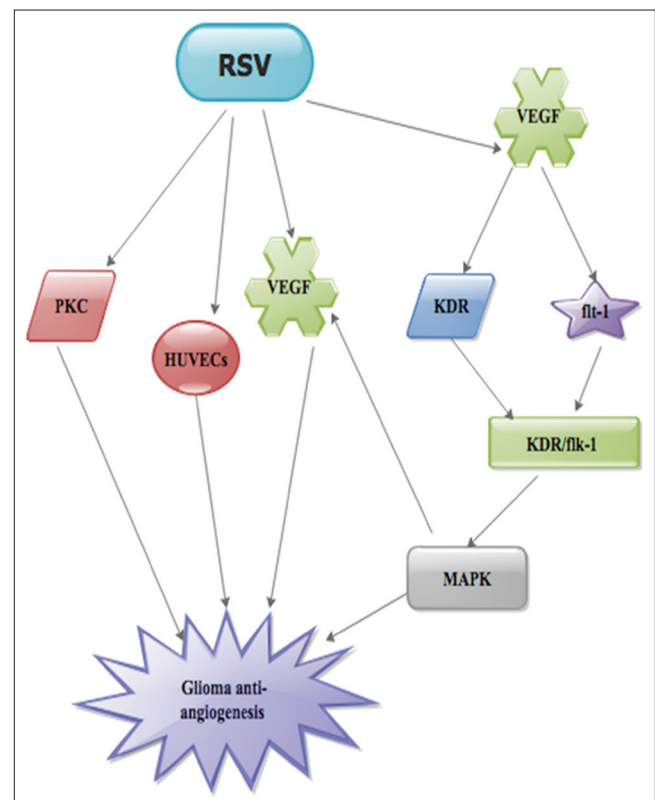 RSV
VEGF
VEGF
PKC
KDR
flt-1
HUVECs
KDR/flk-1
MAPK
Glioma anti-
angiogenesis